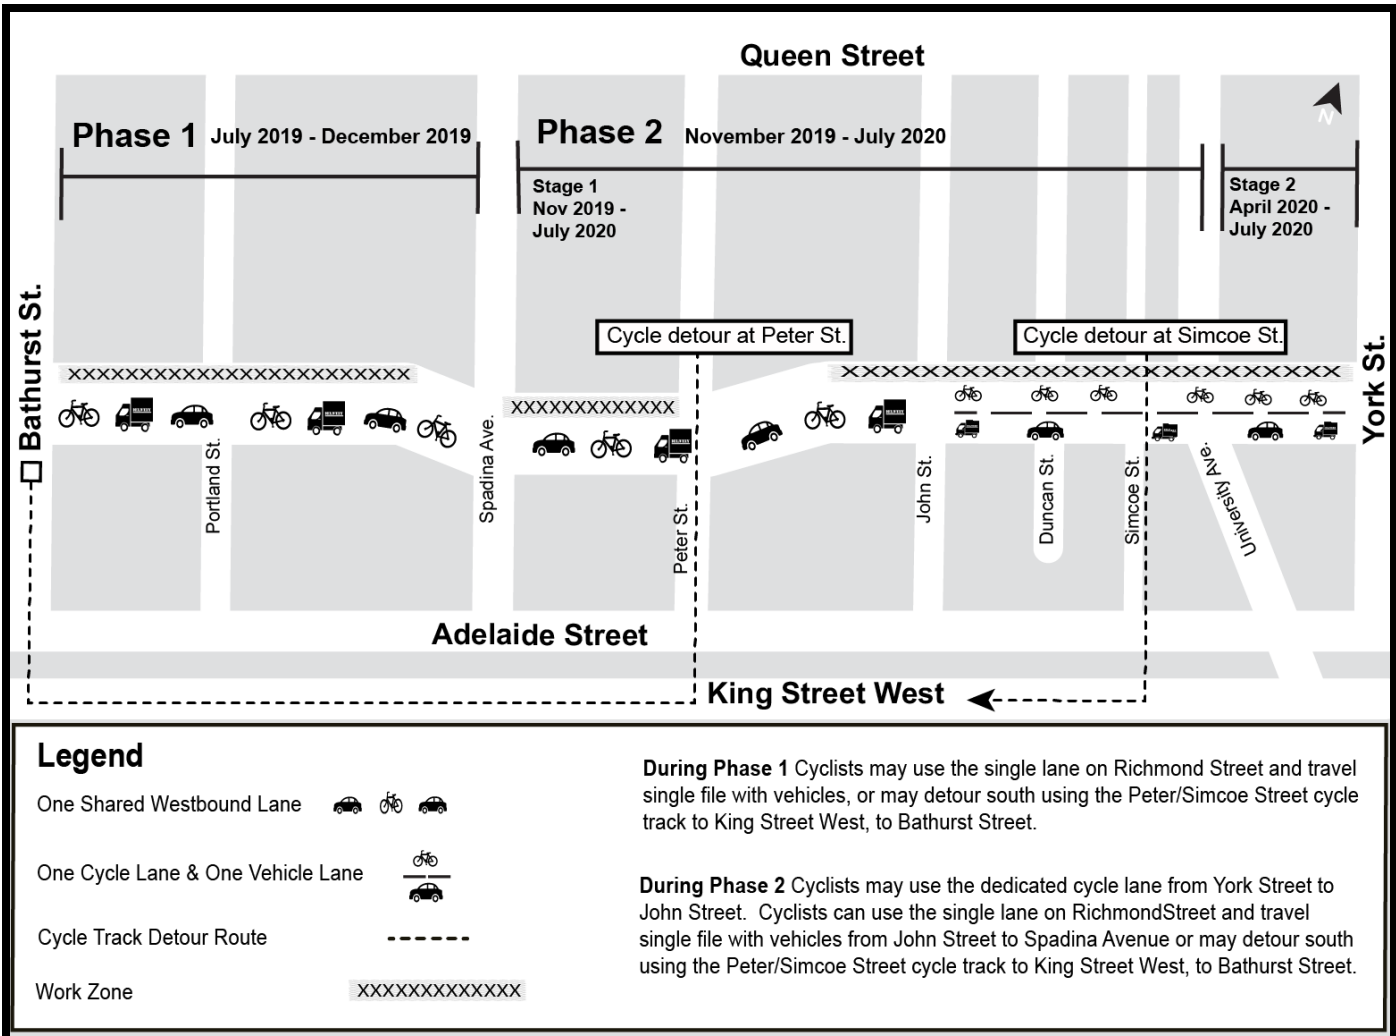 Queen Street
Phase 1 July 2019 - December 2019
Phase 2 November 2019 - July 2020
Stage 1
Nov 2019 -
July 2020
Stage 2
April 2020 -
July 2020
N
Cycle detour at Peter St.
Cycle detour at Simcoe St.
Bathurst St.
York St.
XXXXXXXXXXXXXXXXXXXXXXXXXX
XXXXXXXXXXXXX
XXXXXXXXXXXXXXXXXXXXXXXXXX
Portland St.
Spadina Ave.
Peter St.
John St.
Duncan St.
Simcoe St.
University Ave.
Adelaide Street
King Street West
Legend
One Shared Westbound Lane
One Cycle Lane & One Vehicle Lane
Cycle Track Detour Route
Work Zone
XXXXXXXXXXXXX
During Phase 1 Cyclists may use the single lane on Richmond Street and travel
single file with vehicles, or may detour south using the Peter/Simcoe Street cycle
track to King Street West, to Bathurst Street.
During Phase 2 Cyclists may use the dedicated cycle lane from York Street to
John Street. Cyclists can use the single lane on RichmondStreet and travel
single file with vehicles from John Street to Spadina Avenue or may detour south
using the Peter/Simcoe Street cycle track to King Street West, to Bathurst Street.